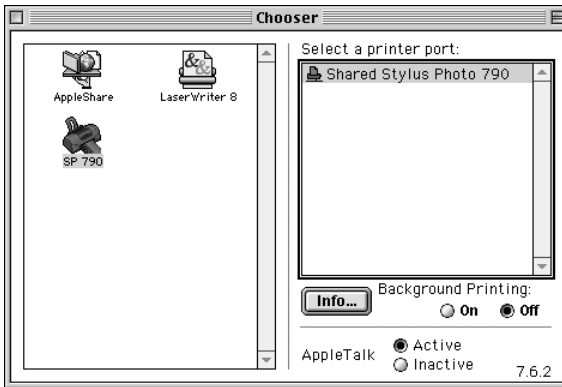 Chooser
AppleShare
LaserWriter 8
SP 790
Select a printer port:
Shared Stylus Photo 790
Info...
Background Printing:
On Off
AppleTalk
Active
Inactive
7.6.2